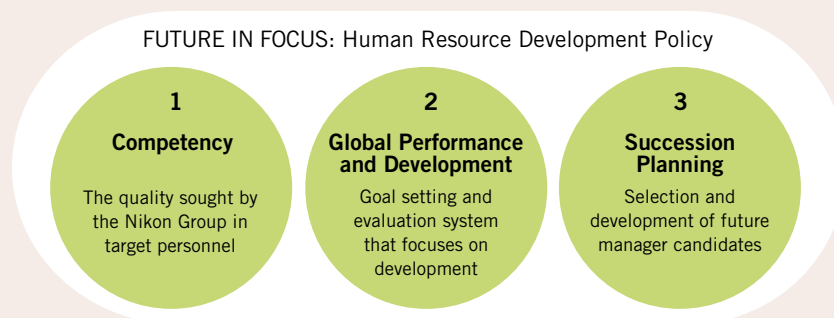 FUTURE IN FOCUS: Human Resource Development Policy
1
Competency
The quality sought by
the Nikon Group in
target personnel
2
Global Performance
and Development
Goal setting and
evaluation system
that focuses on
development
3
Succession
Planning
Selection and
development of future
manager candidates